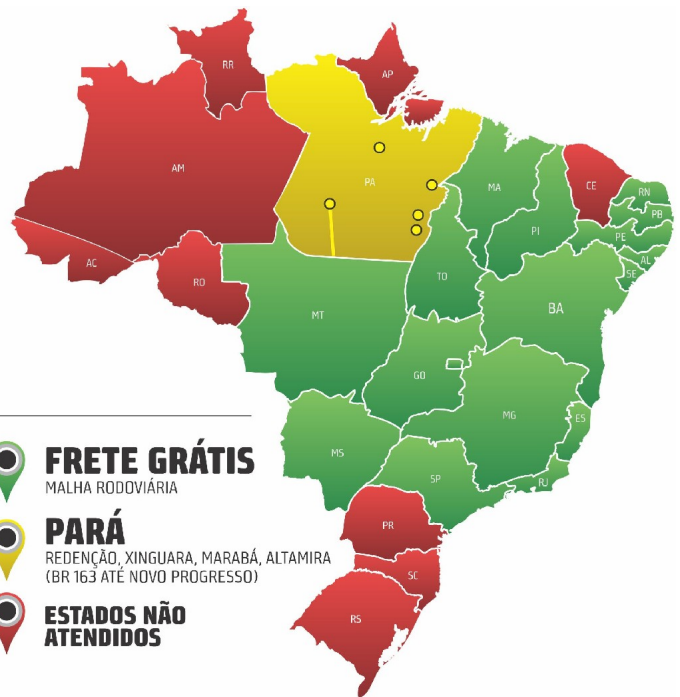 RR
AP
AM
PA
MA
CE
RN
PB
PI
PE
AL
SE
AC
RO
TO
BA
MT
GO
MG
ES
MS
SP
RJ
PR
SC
RS
FRETE GRÁTIS
MALHA RODOVIÁRIA
PARÁ
REDENÇÃO, XINGUARA, MARABÁ, ALTAMIRA
(BR 163 ATÉ NOVO PROGRESSO)
ESTADOS NÃO
ATENDIDOS